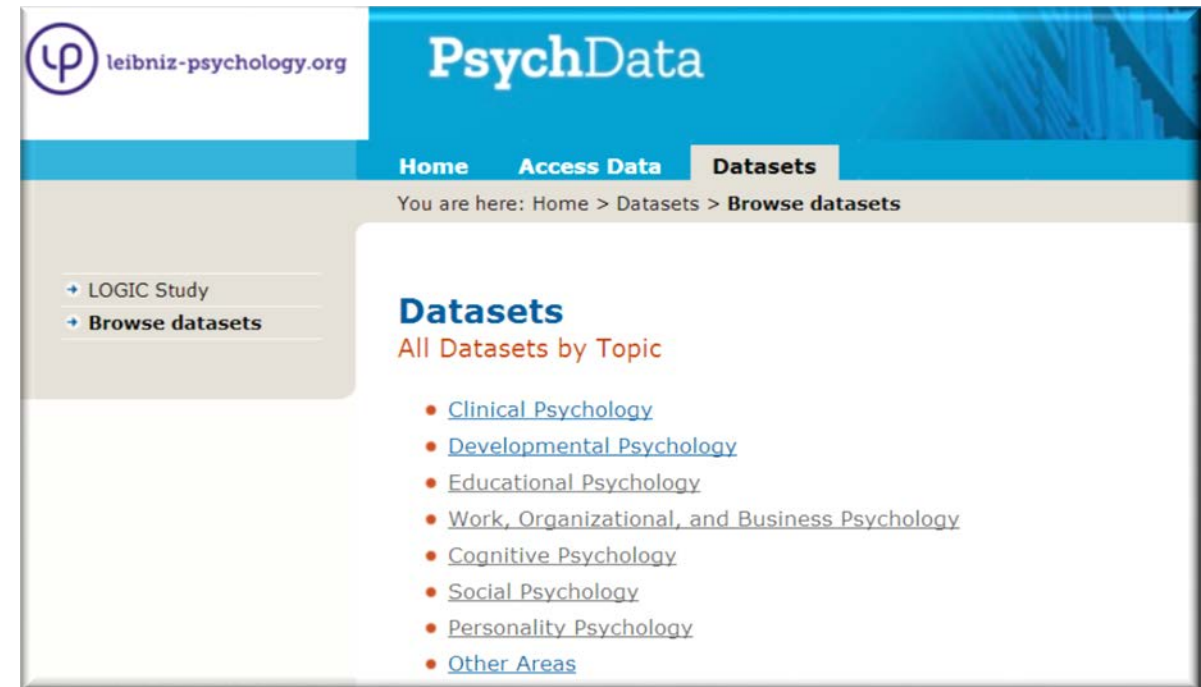 φ leibniz-psychology.org
PsychData
Home Access Data Datasets
You are here: Home > Datasets > Browse datasets
LOGIC Study
Browse datasets
Datasets
All Datasets by Topic
Clinical Psychology
Developmental Psychology
Educational Psychology
Work, Organizational, and Business Psychology
Cognitive Psychology
Social Psychology
Personality Psychology
Other Areas